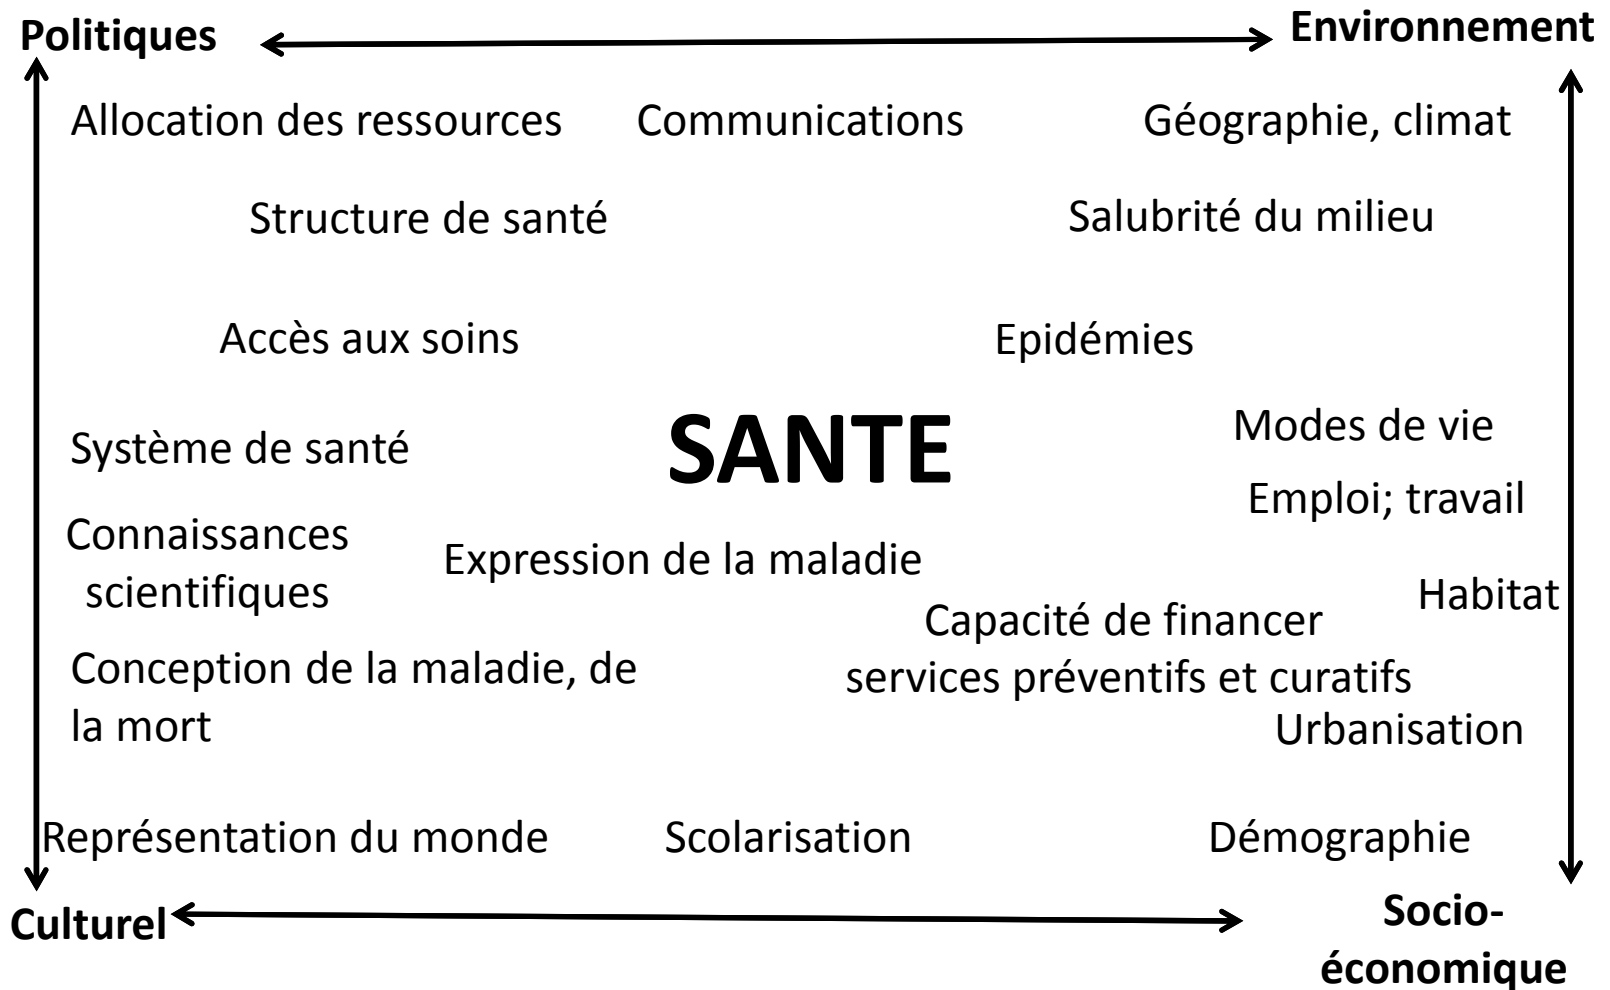 Politiques
Environnement
Allocation des ressources
Communications
Géographie, climat
Structure de santé
Salubrité du milieu
Accès aux soins
Epidémies
SANTE
Modes de vie
Système de santé
Emploi; travail
Connaissances
scientifiques
Expression de la maladie
Habitat
Capacité de financer
services préventifs et curatifs
Conception de la maladie, de
la mort
Urbanisation
Représentation du monde
Scolarisation
Démographie
Culturel
Socio-
économique